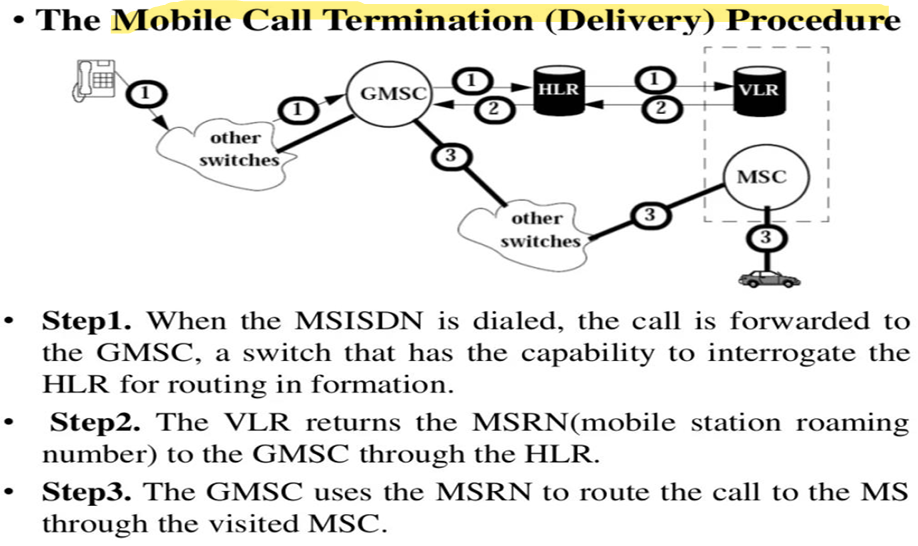 • The Mobile Call Termination (Delivery) Procedure
1
1
GMSC
1
2
HLR
1
2
VLR
other
switches
3
MSC
other
switches
3
3
• Step1. When the MSISDN is dialed, the call is forwarded to
the GMSC, a switch that has the capability to interrogate the
HLR for routing in formation.
• Step2. The VLR returns the MSRN(mobile station roaming
number) to the GMSC through the HLR.
• Step3. The GMSC uses the MSRN to route the call to the MS
through the visited MSC.